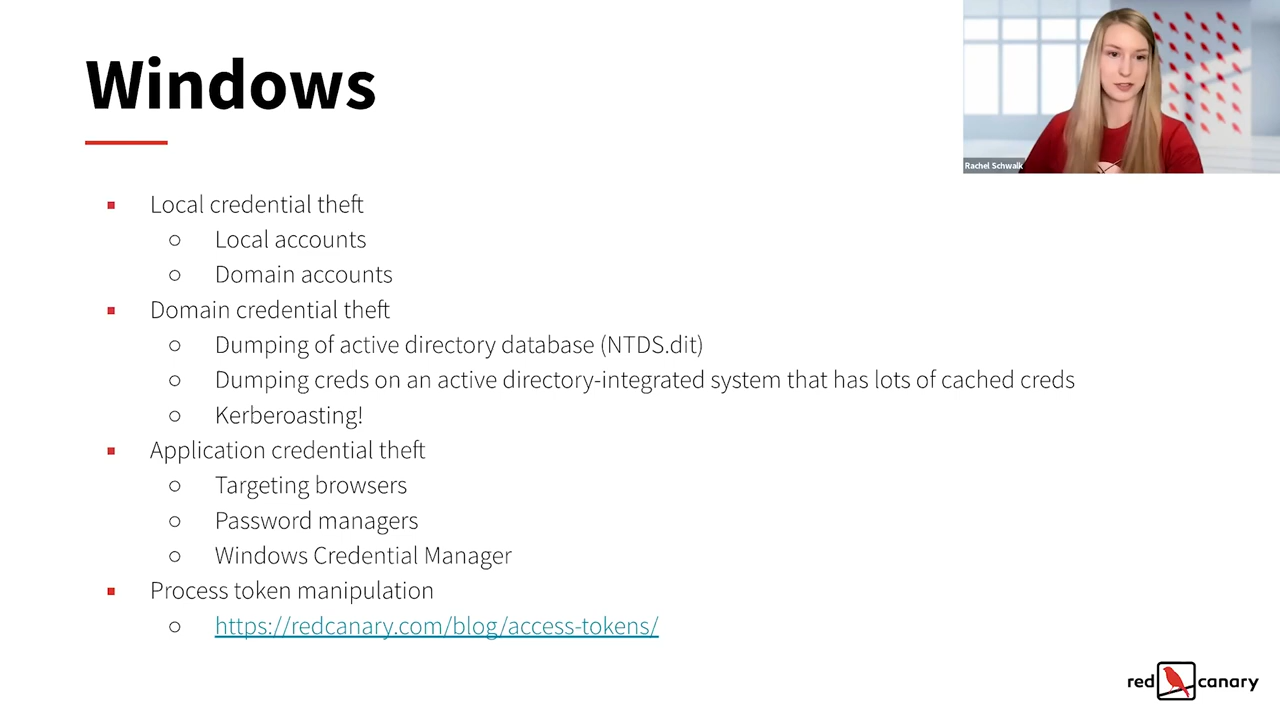 Windows
Rachel Schwalk
Local credential theft
Local accounts
Domain accounts
Domain credential theft
Dumping of active directory database (NTDS.dit)
Dumping creds on an active directory-integrated system that has lots of cached creds
Kerberoasting!
Application credential theft
Targeting browsers
Password managers
Windows Credential Manager
Process token manipulation
https://redcanary.com/blog/access-tokens/
red canary